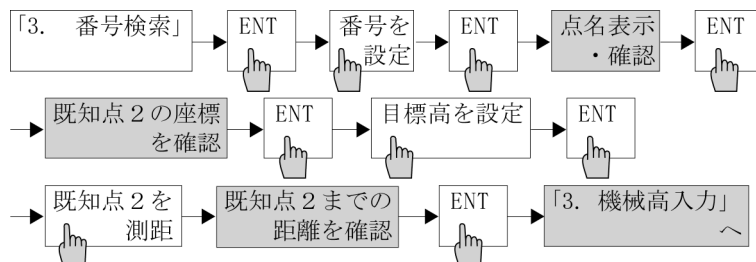 「3. 番号検索」
ENT
番号を
設定
ENT
点名表示
・確認
ENT
既知点2の座標
を確認
ENT
目標高を設定
ENT
既知点2を
測距
既知点2までの
距離を確認
ENT
「3. 機械高入力」
へ